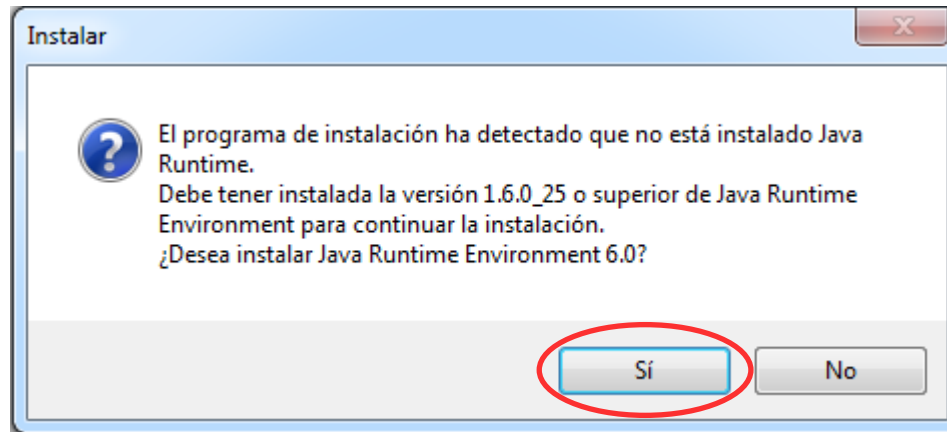 Instalar
El programa de instalación ha detectado que no está instalado Java
Runtime.
Debe tener instalada la versión 1.6.0_25 o superior de Java Runtime
Environment para continuar la instalación.
¿Desea instalar Java Runtime Environment 6.0?
Sí
No